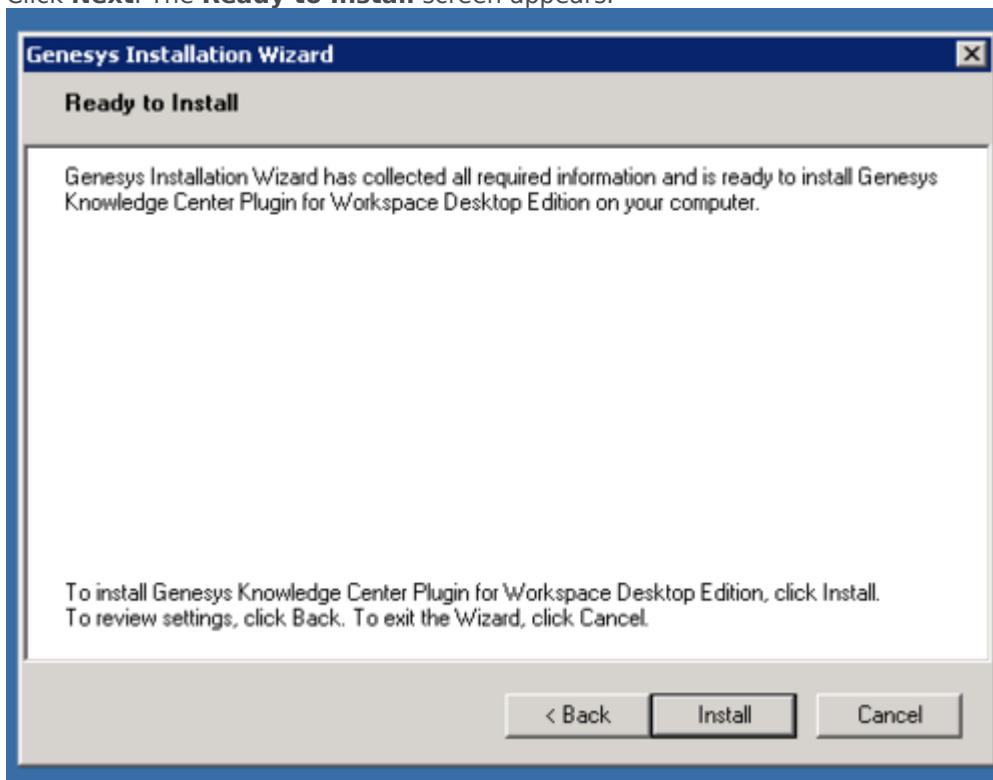 Click Next. The Ready to Install screen appears.
Genesys Installation Wizard
Ready to Install
Genesys Installation Wizard has collected all required information and is ready to install Genesys
Knowledge Center Plugin for Workspace Desktop Edition on your computer.
To install Genesys Knowledge Center Plugin for Workspace Desktop Edition, click Install.
To review settings, click Back. To exit the Wizard, click Cancel.
< Back
Install
Cancel